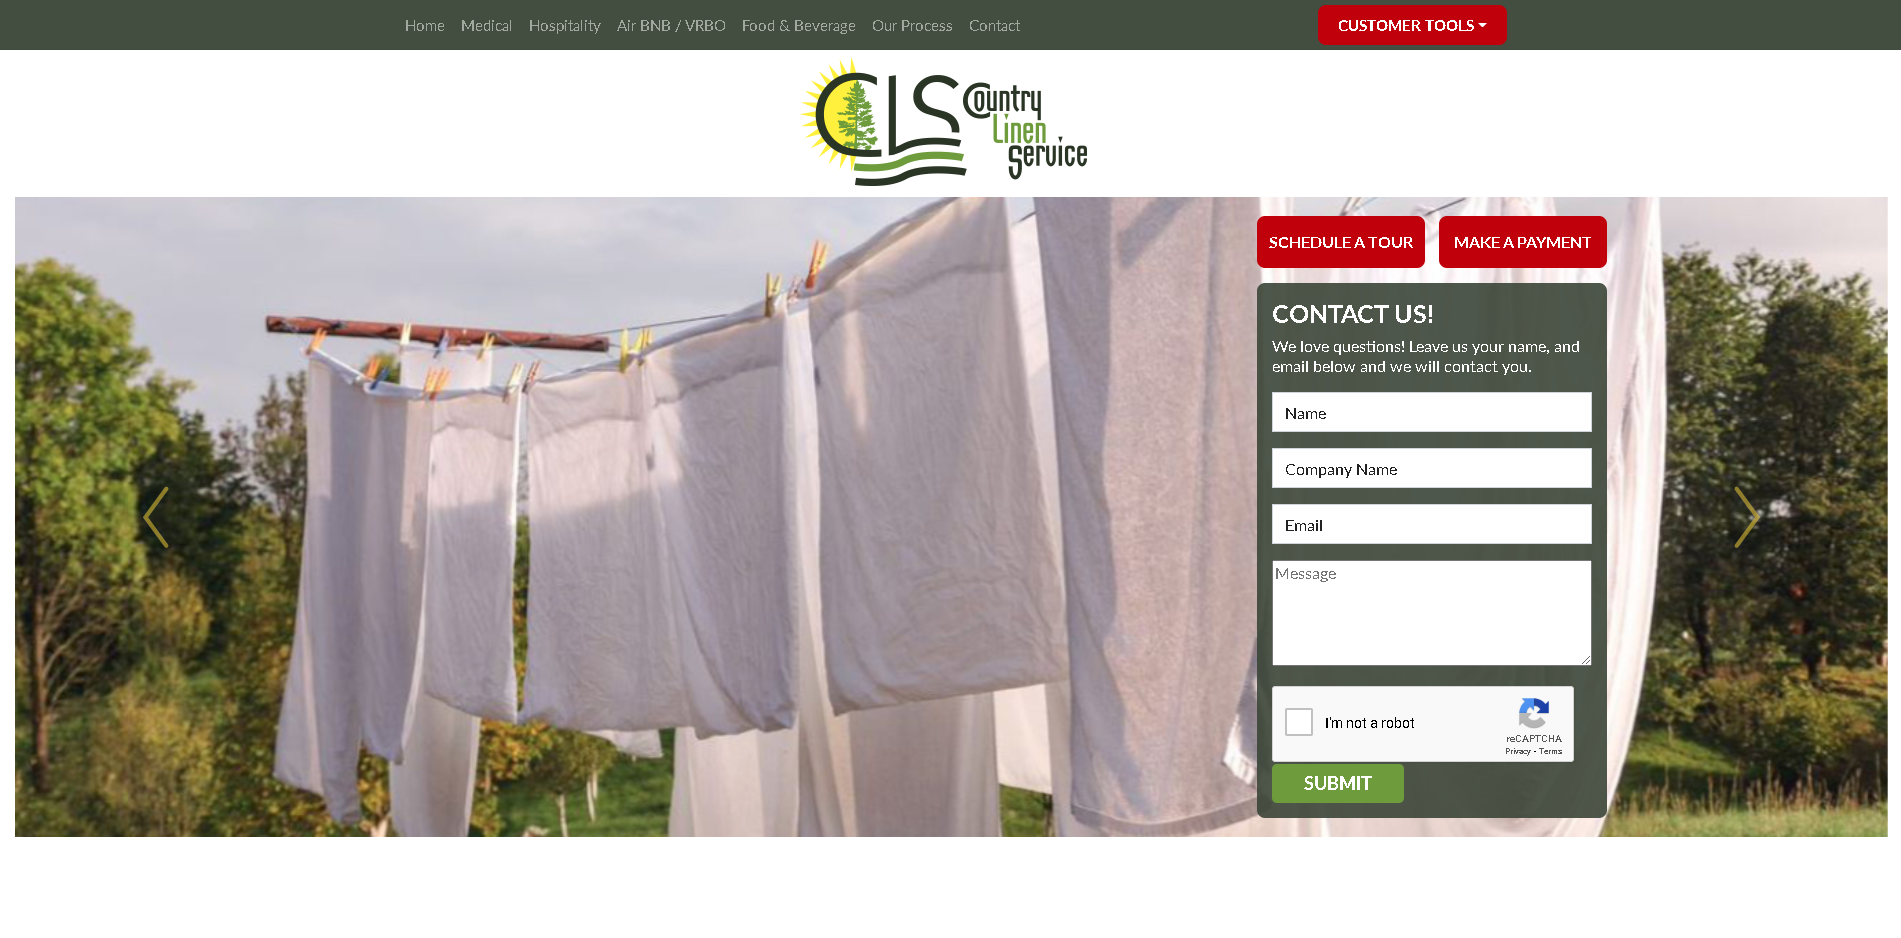 Home Medical Hospitality Air BNB / VRBO Food & Beverage Our Process Contact
CUSTOMER TOOLS
CLS Country
Linen
Service
SCHEDULE A TOUR
MAKE A PAYMENT
CONTACT US!
We love questions! Leave us your name, and
email below and we will contact you.
Name
Company Name
Email
Message
I'm not a robot
reCAPTCHA
Privacy - Terms
SUBMIT